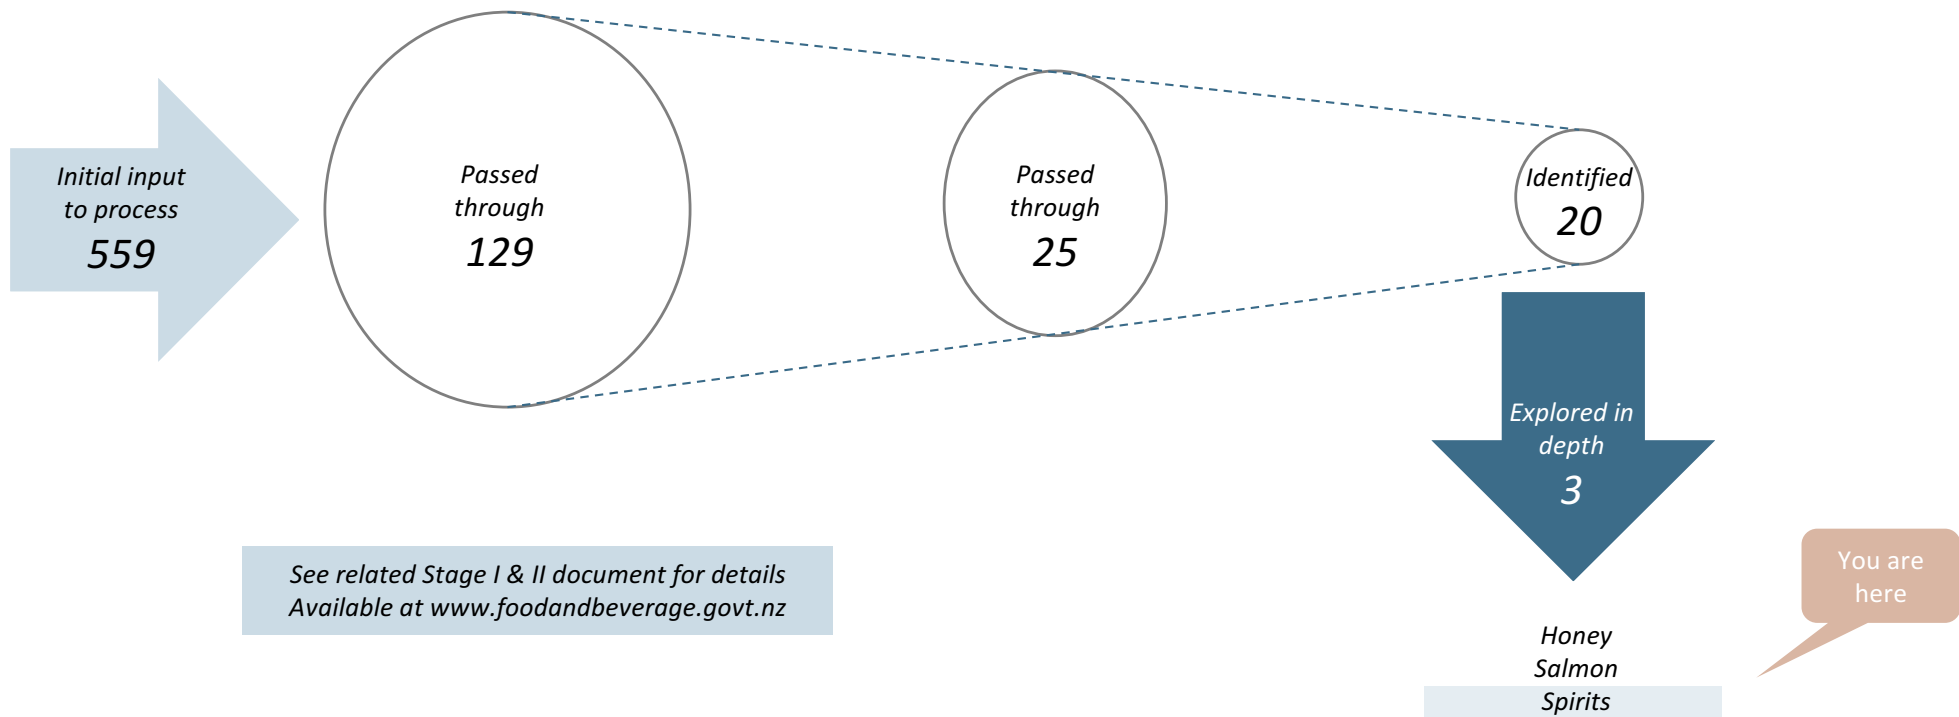 Initial input
to process
559
Passed
through
129
Passed
through
25
Identified
20
Explored in
depth
3
See related Stage I & II document for details
Available at www.foodandbeverage.govt.nz
You are
here
Honey
Salmon
Spirits